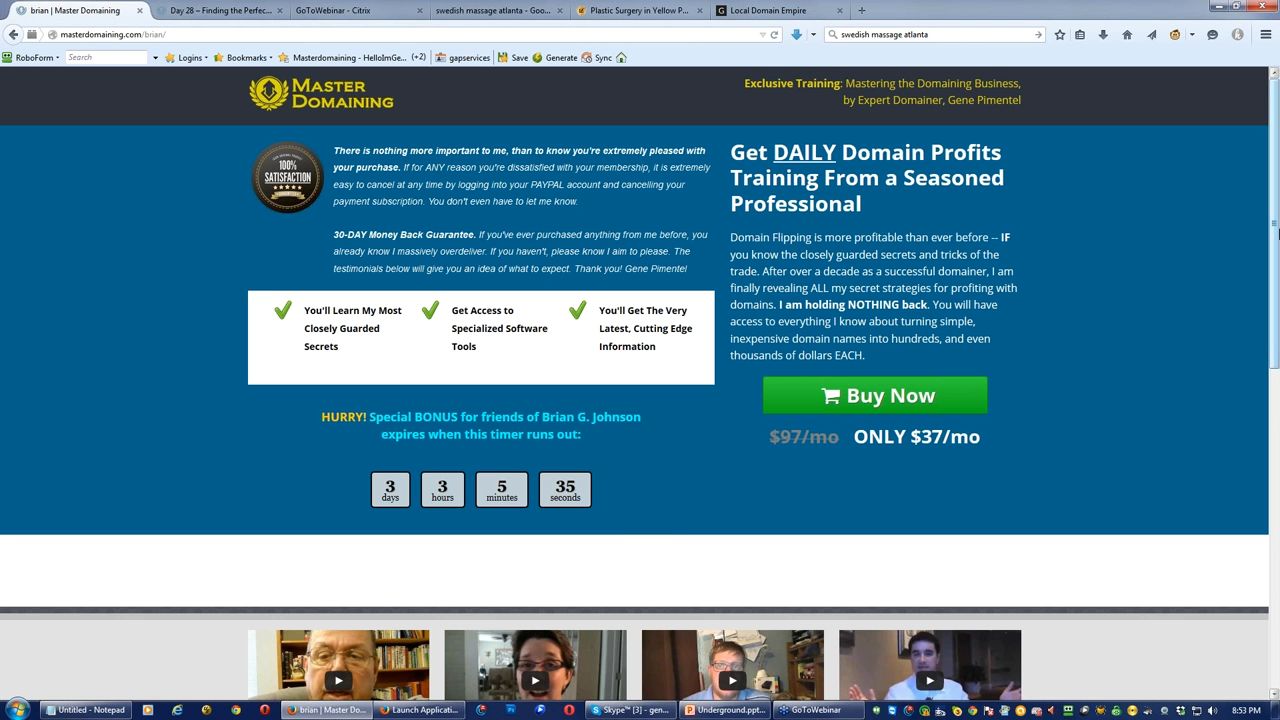 brian | Master Domaining
Day 28 – Finding the Perfec...
GoToWebinar - Citrix
swedish massage atlanta - Goo...
Plastic Surgery in Yellow P...
Local Domain Empire
masterdomaining.com/brian/
swedish massage atlanta
RoboForm
Search
Logins
Bookmarks
Masterdomaining - HelloImGe...
(+2)
gapservices
Save
Generate
Sync
MASTER
DOMAINING
Exclusive Training: Mastering the Domaining Business,
by Expert Domainer, Gene Pimentel
100%
SATISFACTION
There is nothing more important to me, than to know you're extremely pleased with
your purchase. If for ANY reason you're dissatisfied with your membership, it is extremely
easy to cancel at any time by logging into your PAYPAL account and cancelling your
payment subscription. You don't even have to let me know.
30-DAY Money Back Guarantee. If you've ever purchased anything from me before, you
already know I massively overdeliver. If you haven't, please know I aim to please. The
testimonials below will give you an idea of what to expect. Thank you! Gene Pimentel
You'll Learn My Most
Closely Guarded
Secrets
Get Access to
Specialized Software
Tools
You'll Get The Very
Latest, Cutting Edge
Information
HURRY! Special BONUS for friends of Brian G. Johnson
expires when this timer runs out:
3
days
3
hours
5
minutes
35
seconds
Get DAILY Domain Profits
Training From a Seasoned
Professional
Domain Flipping is more profitable than ever before -- IF
you know the closely guarded secrets and tricks of the
trade. After over a decade as a successful domainer, I am
finally revealing ALL my secret strategies for profiting with
domains. I am holding NOTHING back. You will have
access to everything I know about turning simple,
inexpensive domain names into hundreds, and even
thousands of dollars EACH.
Buy Now
$97/mo ONLY $37/mo
Untitled - Notepad
brian | Master Do...
Launch Applicati...
Skype™ [3] - gen...
Underground.ppt...
GoToWebinar
8:53 PM